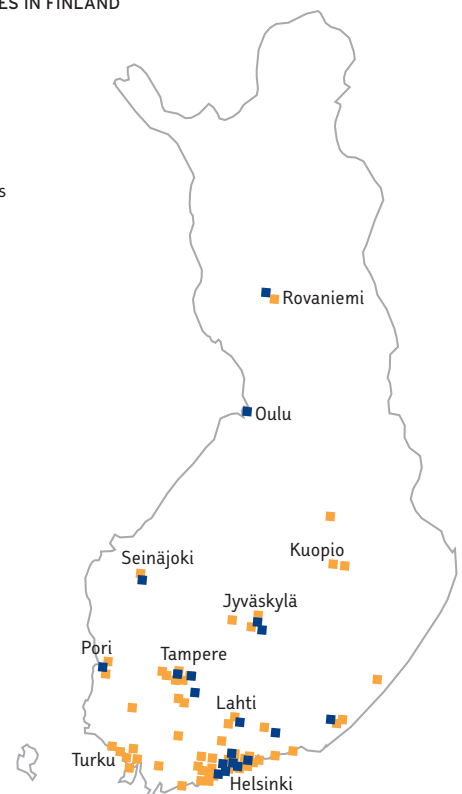 ES IN FINLAND
s
Rovaniemi
Oulu
Kuopio
Seinäjoki
Jyväskylä
Pori
Tampere
Lahti
Turku
Helsinki